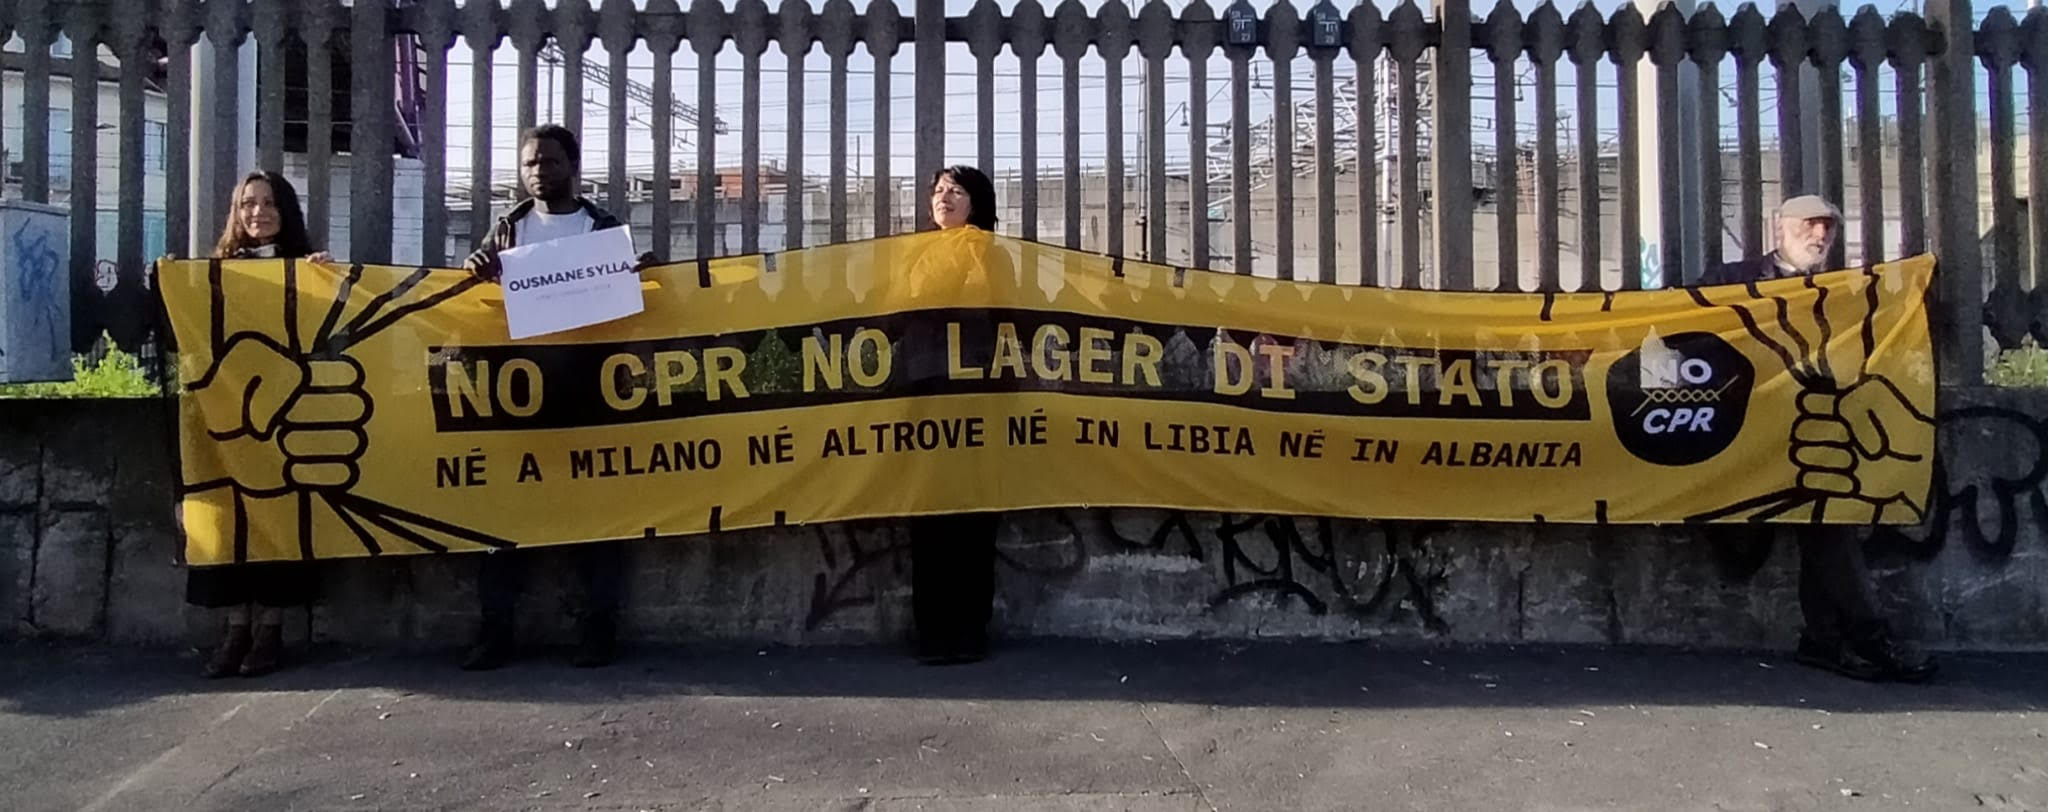 OUSMANE SYLLA
NO CPR NO LAGER DI STATO
NÉ A MILANO NÉ ALTROVE NÉ IN LIBIA NÉ IN ALBANIA
NO
CPR